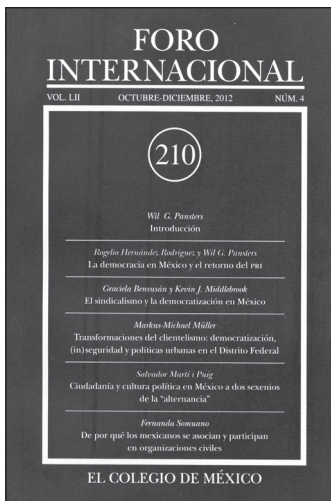 FORO
INTERNACIONAL
VOL. LII OCTUBRE-DICIEMBRE, 2012 NÚM. 4
210
Wil G. Pansters
Introducción
Rogelio Hernández Rodríguez y Wil G. Pansters
La democracia en México y el retorno del PRI
Graciela Bensusán y Kevin J. Middlebrook
El sindicalismo y la democratización en México
Markus-Michael Müller
Transformaciones del clientelismo: democratización,
(in)seguridad y políticas urbanas en el Distrito Federal
Salvador Martí i Puig
Ciudadanía y cultura política en México a dos sexenios
de la “alternancia”
Fernanda Somuano
De por qué los mexicanos se asocian y participan
en organizaciones civiles
EL COLEGIO DE MÉXICO